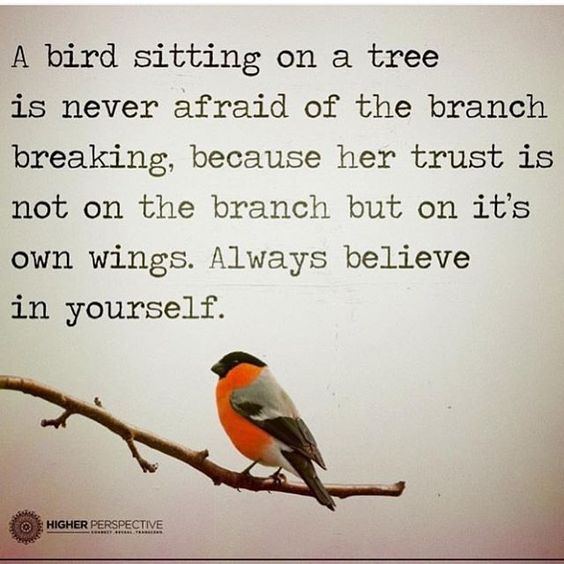 A bird sitting on a tree
is never afraid of the branch
breaking, because her trust is
not on the branch but on it's
own wings. Always believe
in yourself.
HIGHER PERSPECTIVE
CONNECT. REVEAL. TRANSCEND.